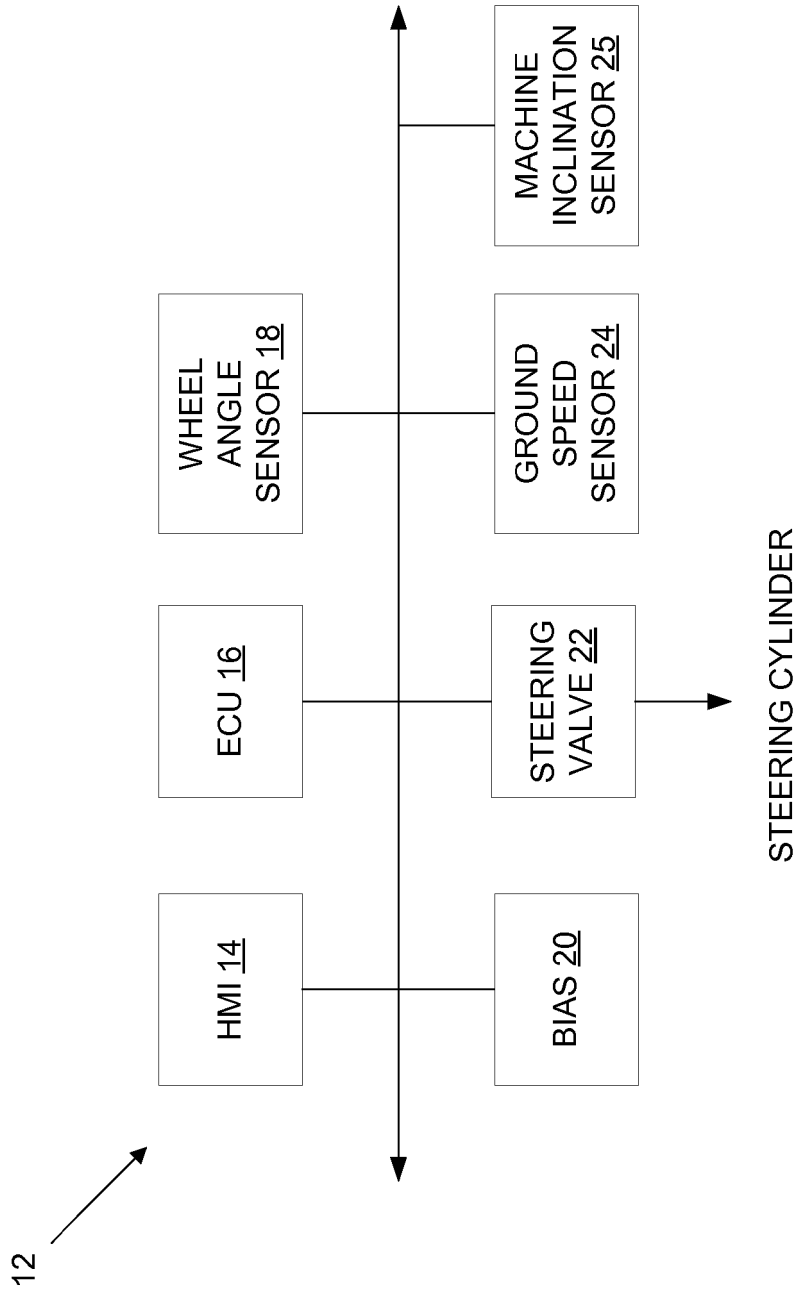 12
HMI 14
ECU 16
WHEEL
ANGLE
SENSOR 18
BIAS 20
STEERING
VALVE 22
GROUND
SPEED
SENSOR 24
MACHINE
INCLINATION
SENSOR 25
STEERING CYLINDER